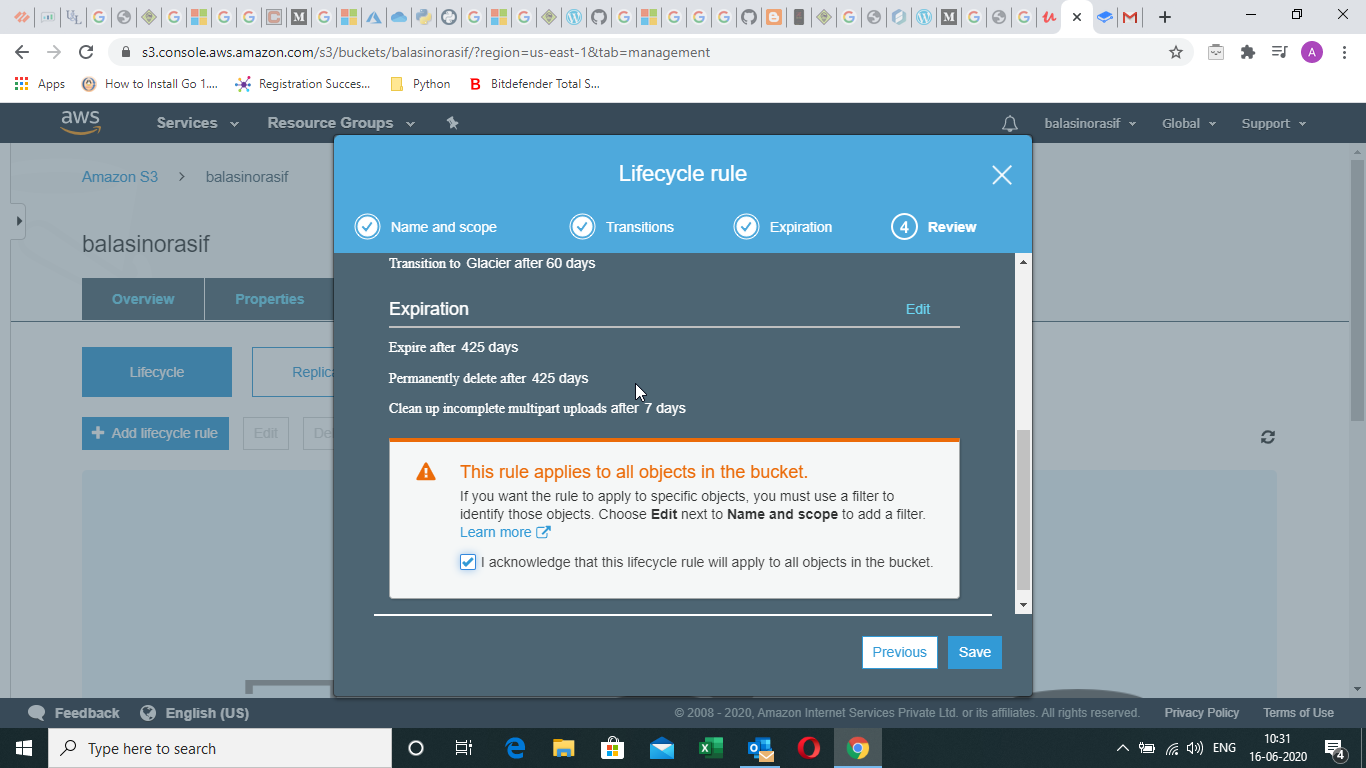 s3.console.aws.amazon.com/s3/buckets/balasinorasif/?region=us-east-1&tab=management
A
Apps
How to Install Go 1....
Registration Succes...
Python
Bitdefender Total S...
aws
Services
Resource Groups
balasinorasif
Global
Support
Amazon S3
balasinorasif
balasinorasif
Overview
Properties
Lifecycle
Replica
+ Add lifecycle rule
Edit
De
Lifecycle rule
Name and scope
Transitions
Expiration
4 Review
Transition to Glacier after 60 days
Expiration
Edit
Expire after 425 days
Permanently delete after 425 days
Clean up incomplete multipart uploads after 7 days
This rule applies to all objects in the bucket.
If you want the rule to apply to specific objects, you must use a filter to
identify those objects. Choose Edit next to Name and scope to add a filter.
Learn more
I acknowledge that this lifecycle rule will apply to all objects in the bucket.
Previous
Save
Feedback
English (US)
© 2008 - 2020, Amazon Internet Services Private Ltd. or its affiliates. All rights reserved.
Privacy Policy
Terms of Use
Type here to search
ENG
10:31
16-06-2020
4